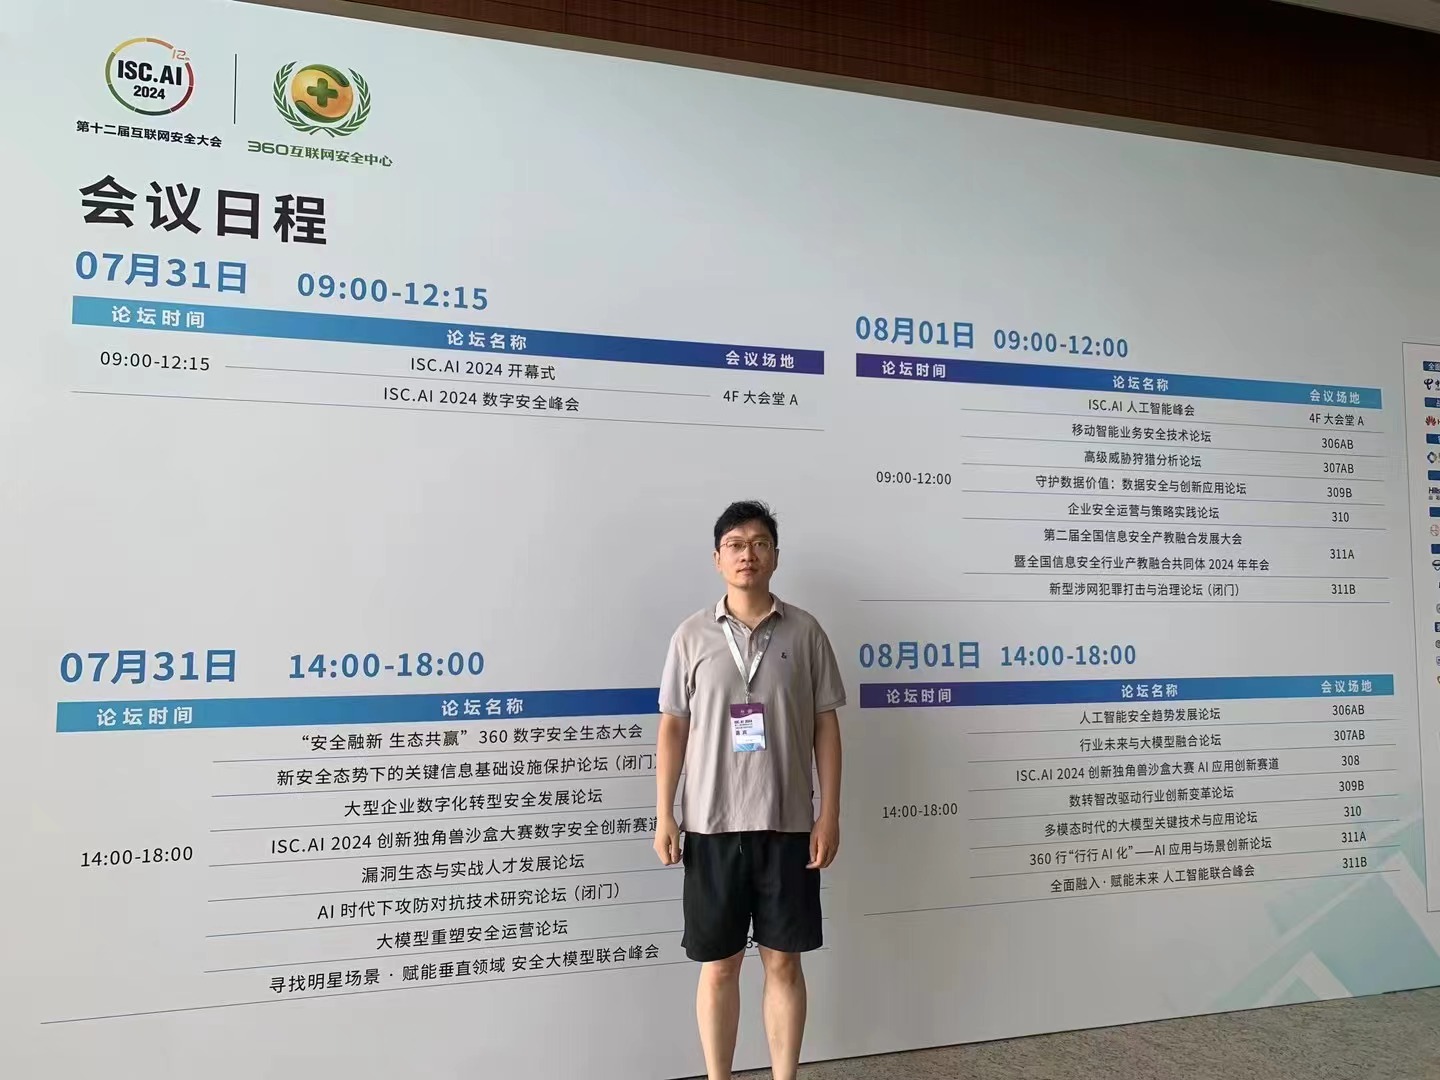 12th
ISC.AI
2024
第十二届互联网安全大会
360互联网安全中心
会议日程
07月31日 09:00-12:15
论坛时间 论坛名称 会议场地
09:00-12:15
ISC.AI 2024 开幕式
ISC.AI 2024 数字安全峰会
4F 大会堂 A
07月31日 14:00-18:00
论坛时间 论坛名称
14:00-18:00
“安全融新 生态共赢”360 数字安全生态大会
新安全态势下的关键信息基础设施保护论坛（闭门）
大型企业数字化转型安全发展论坛
ISC.AI 2024 创新独角兽沙盒大赛数字安全创新赛道
漏洞生态与实战人才发展论坛
AI 时代下攻防对抗技术研究论坛（闭门）
大模型重塑安全运营论坛
寻找明星场景 · 赋能垂直领域 安全大模型联合峰会
08月01日 09:00-12:00
论坛时间 论坛名称 会议场地
09:00-12:00
ISC.AI 人工智能峰会 4F 大会堂 A
移动智能业务安全技术论坛 306AB
高级威胁狩猎分析论坛 307AB
守护数据价值：数据安全与创新应用论坛 309B
企业安全运营与策略实践论坛 310
第二届全国信息安全产教融合发展大会
暨全国信息安全行业产教融合共同体 2024 年年会 311A
新型涉网犯罪打击与治理论坛（闭门） 311B
08月01日 14:00-18:00
论坛时间 论坛名称 会议场地
14:00-18:00
人工智能安全趋势发展论坛 306AB
行业未来与大模型融合论坛 307AB
ISC.AI 2024 创新独角兽沙盒大赛 AI 应用创新赛道 308
数转智改驱动行业创新变革论坛 309B
多模态时代的大模型关键技术与应用论坛 310
360 行“行行 AI 化”——AI 应用与场景创新论坛 311A
全面融入 · 赋能未来 人工智能联合峰会 311B
ISC.AI 2024